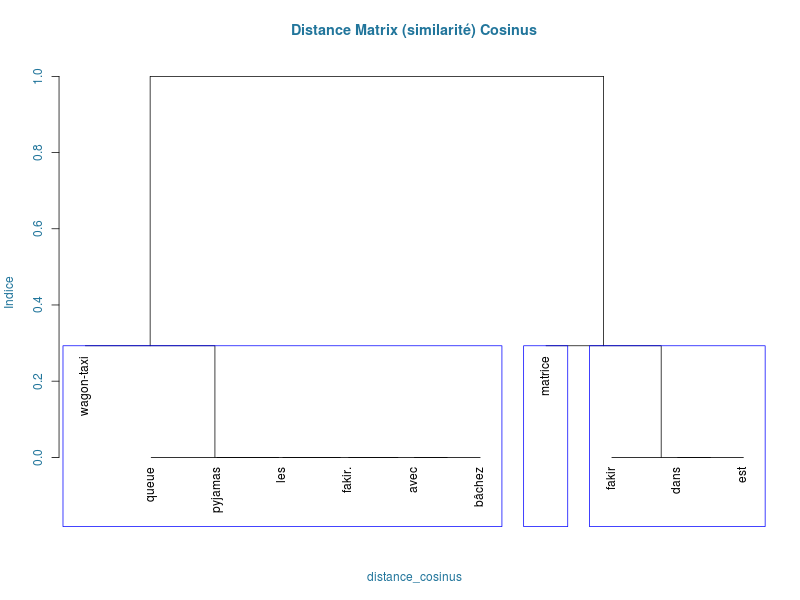 Distance Matrix (similarité) Cosinus
1.0
0.8
0.6
0.4
0.2
0.0
Indice
wagon-taxi
queue
pyjamas
les
fakir.
avec
bâchez
matrice
fakir
dans
est
distance_cosinus